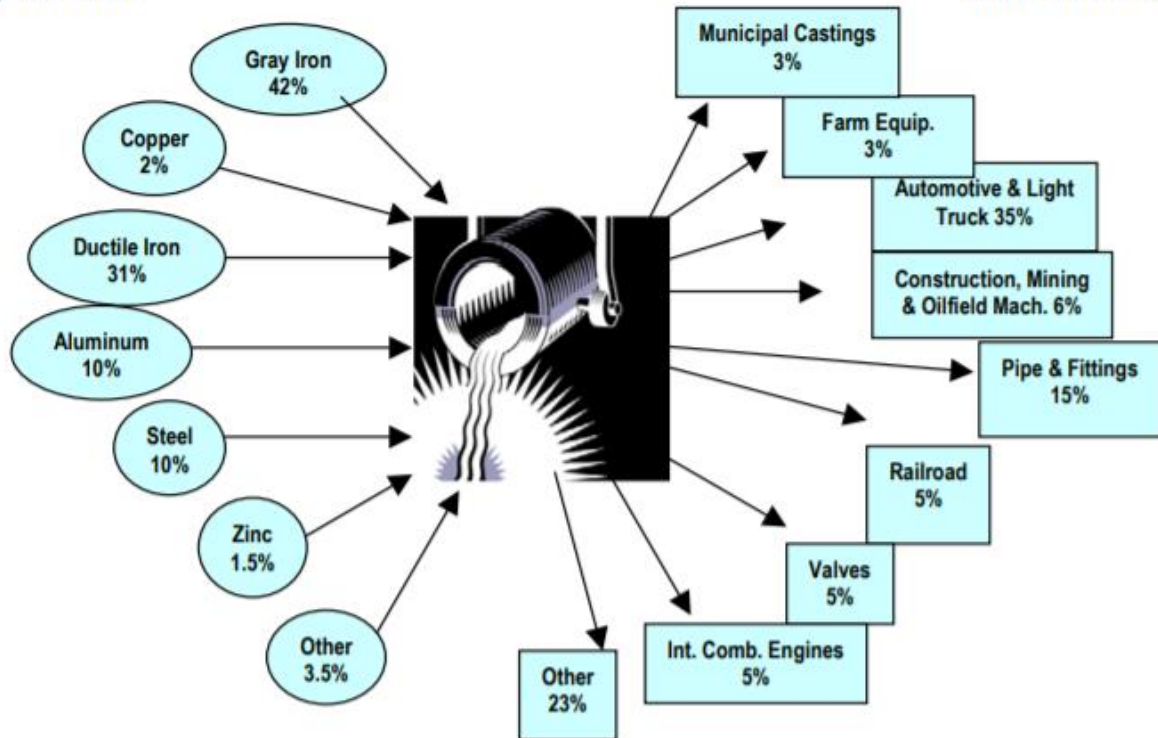 Gray Iron
42%
Copper
2%
Ductile Iron
31%
Aluminum
10%
Steel
10%
Zinc
1.5%
Other
3.5%
Municipal Castings
3%
Farm Equip.
3%
Automotive & Light
Truck 35%
Construction, Mining
& Oilfield Mach. 6%
Pipe & Fittings
15%
Railroad
5%
Valves
5%
Int. Comb. Engines
5%
Other
23%